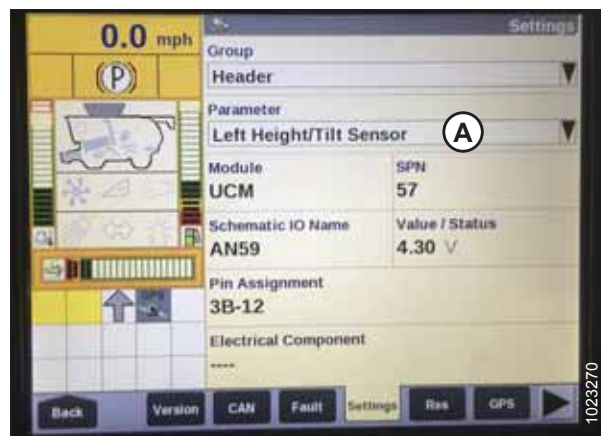 0.0 mph
Settings
(P)
Group
Header
Parameter
Left Height/Tilt Sensor
A
Module
UCM
SPN
57
Schematic IO Name
AN59
Value / Status
4.30 V
Pin Assignment
3B-12
Electrical Component
----
Back
Version
CAN
Fault
Settings
Res
GPS
1023270